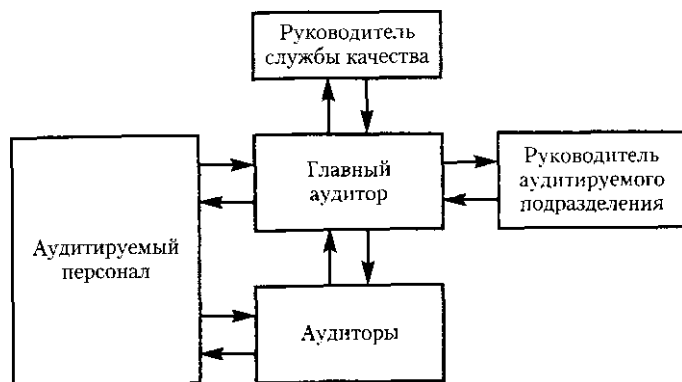 Руководитель
службы качества
Главный
аудитор
Руководитель
аудитируемого
подразделения
Аудитируемый
персонал
Аудиторы